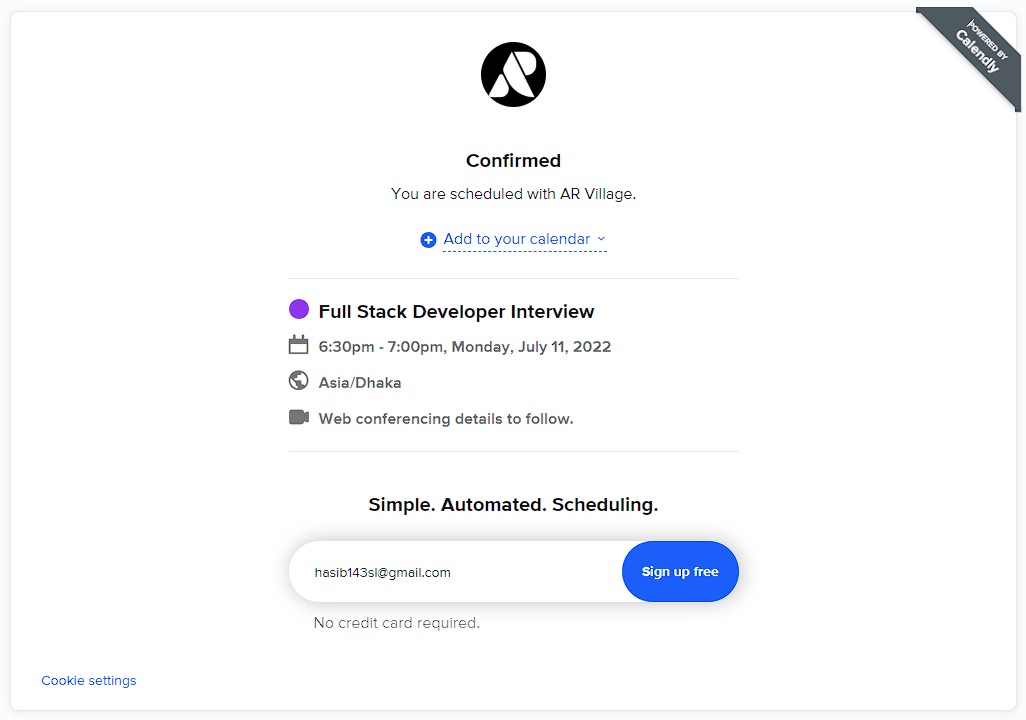 POWERED BY
Calendly
Confirmed
You are scheduled with AR Village.
Add to your calendar
Full Stack Developer Interview
6:30pm - 7:00pm, Monday, July 11, 2022
Asia/Dhaka
Web conferencing details to follow.
Simple. Automated. Scheduling.
hasib143sl@gmail.com
Sign up free
No credit card required.
Cookie settings